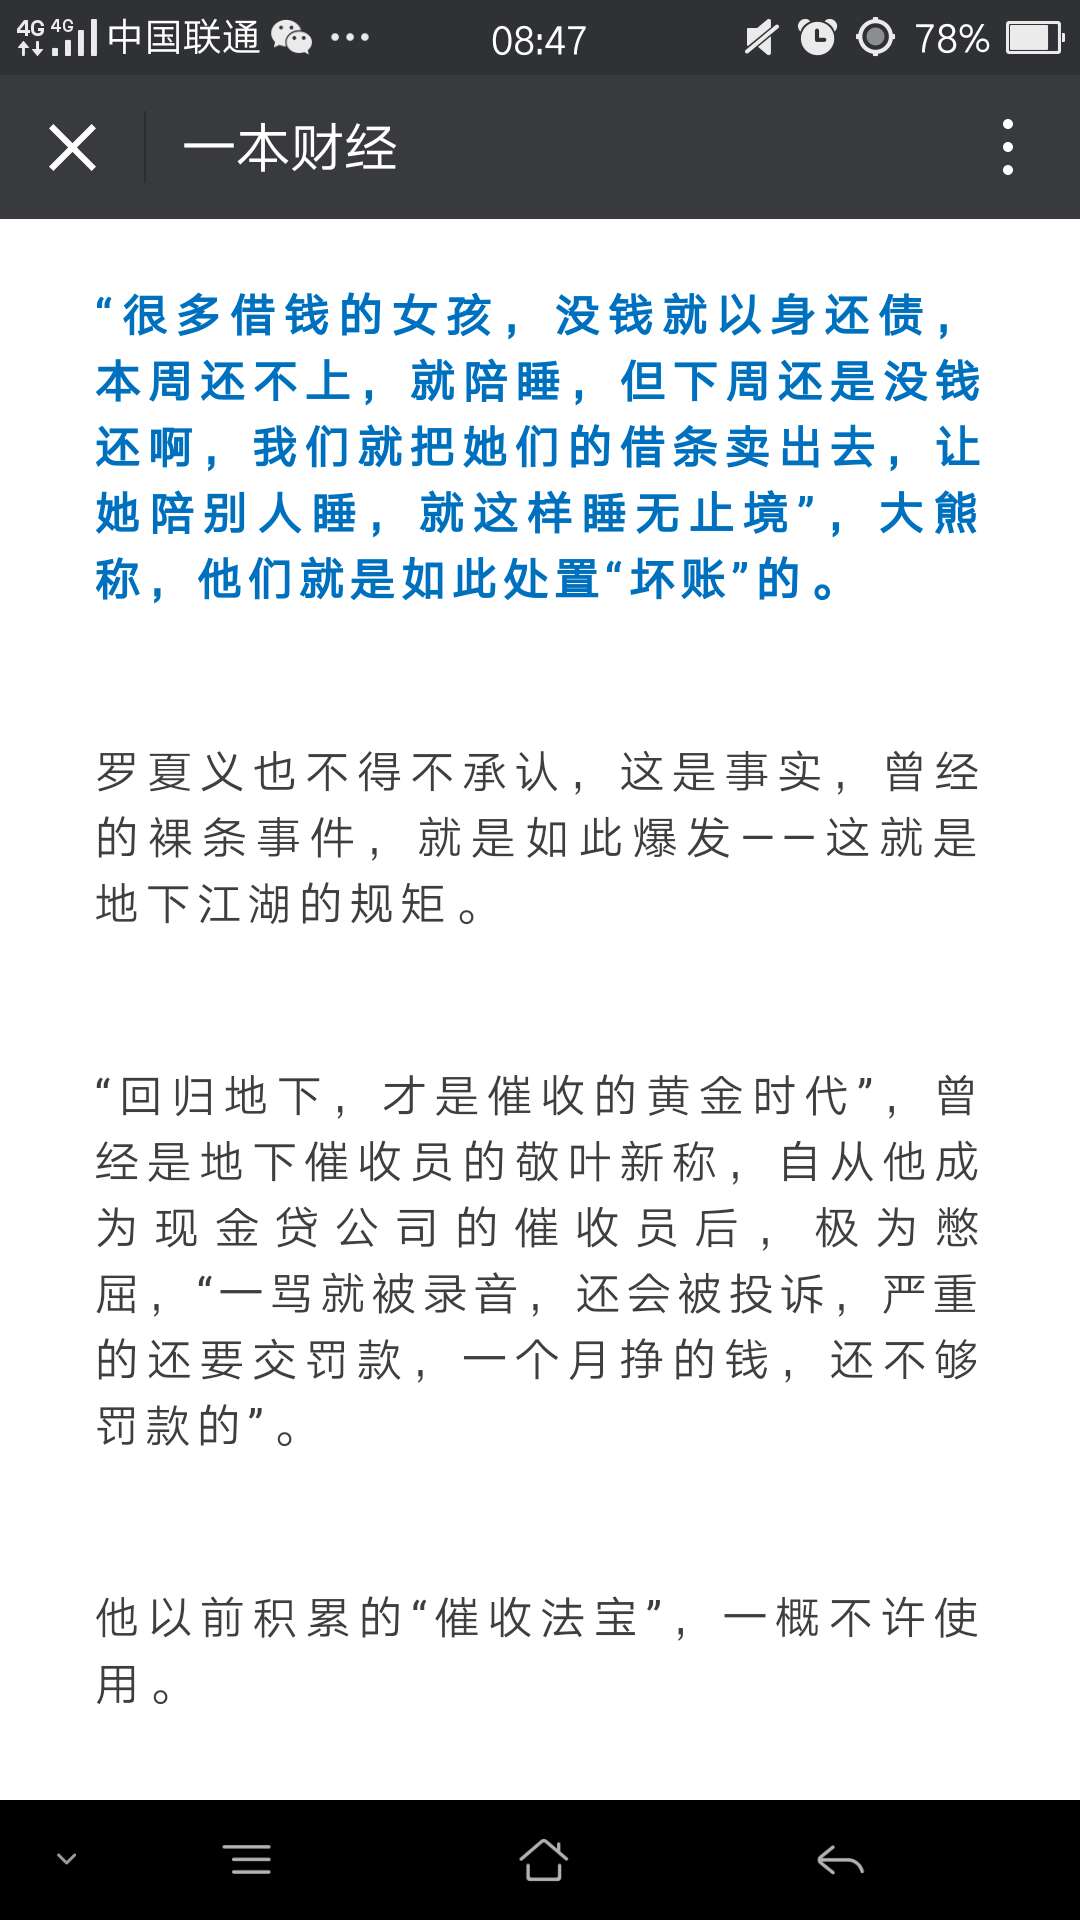 4G 4G 中国联通 08:47 78%
一本财经
“很多借钱的女孩，没钱就以身还债，
本周还不上，就陪睡，但下周还是没钱
还啊，我们就把她们的借条卖出去，让
她陪别人睡，就这样睡无止境”，大熊
称，他们就是如此处置“坏账”的。
罗夏义也不得不承认，这是事实，曾经
的裸条事件，就是如此爆发——这就是
地下江湖的规矩。
“回归地下，才是催收的黄金时代”，曾
经是地下催收员的敬叶新称，自从他成
为现金贷公司的催收员后，极为憋
屈，“一骂就被录音，还会被投诉，严重
的还要交罚款，一个月挣的钱，还不够
罚款的”。
他以前积累的“催收法宝”，一概不许使
用。